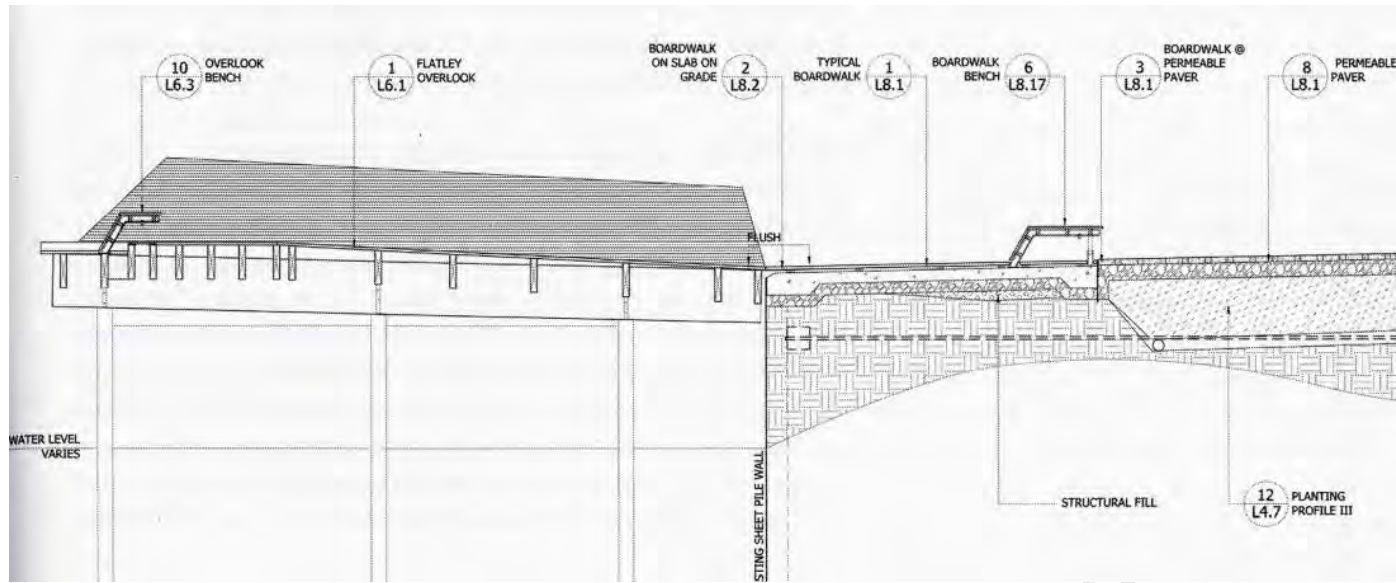 10
L6.3
OVERLOOK
BENCH
1
L6.1
FLATLEY
OVERLOOK
BOARDWALK
ON SLAB ON
GRADE
2
L8.2
TYPICAL
BOARDWALK
1
L8.1
BOARDWALK
BENCH
6
L8.17
3
L8.1
BOARDWALK @
PERMEABLE
PAVER
8
L8.1
PERMEABLE
PAVER
FLUSH
WATER LEVEL
VARIES
STING SHEET PILE WALL
STRUCTURAL FILL
12
L4.7
PLANTING
PROFILE III